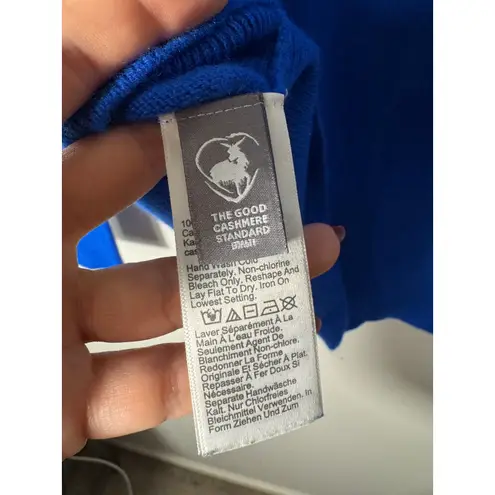 THE GOOD
CASHMERE
STANDARD
Hand Wash Cold
Separately. Non-chlorine
Bleach Only, Reshape And
Lay Flat To Dry. Iron On
Lowest Setting.
Laver Séparément À La
Main À L'eau Froide.
Seulement Agent De
Blanchiment Non-chlore.
Redonner La Forme
Originale Et Sécher À Plat.
Repasser À Fer Doux Si
Nécessaire.
Separate Handwäsche
Kalt. Nur Chlorfreies
Bleichmittel Verwenden. Um
Form Ziehen Und Zum